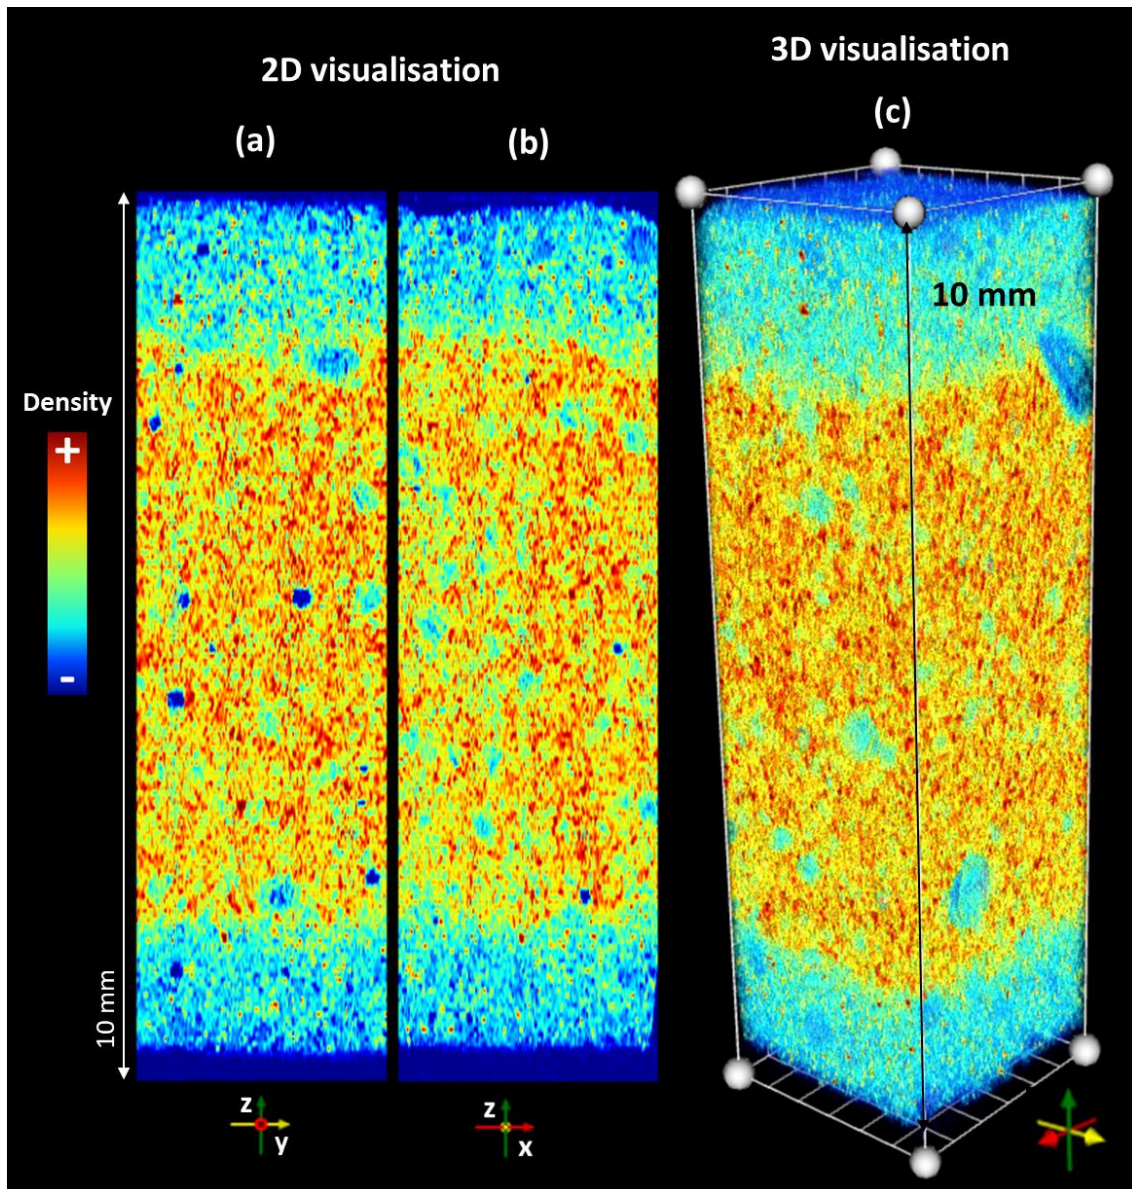 2D visualisation
3D visualisation
(a)
(b)
(c)
10 mm
Density
+
-
10 mm
z
y
z
x